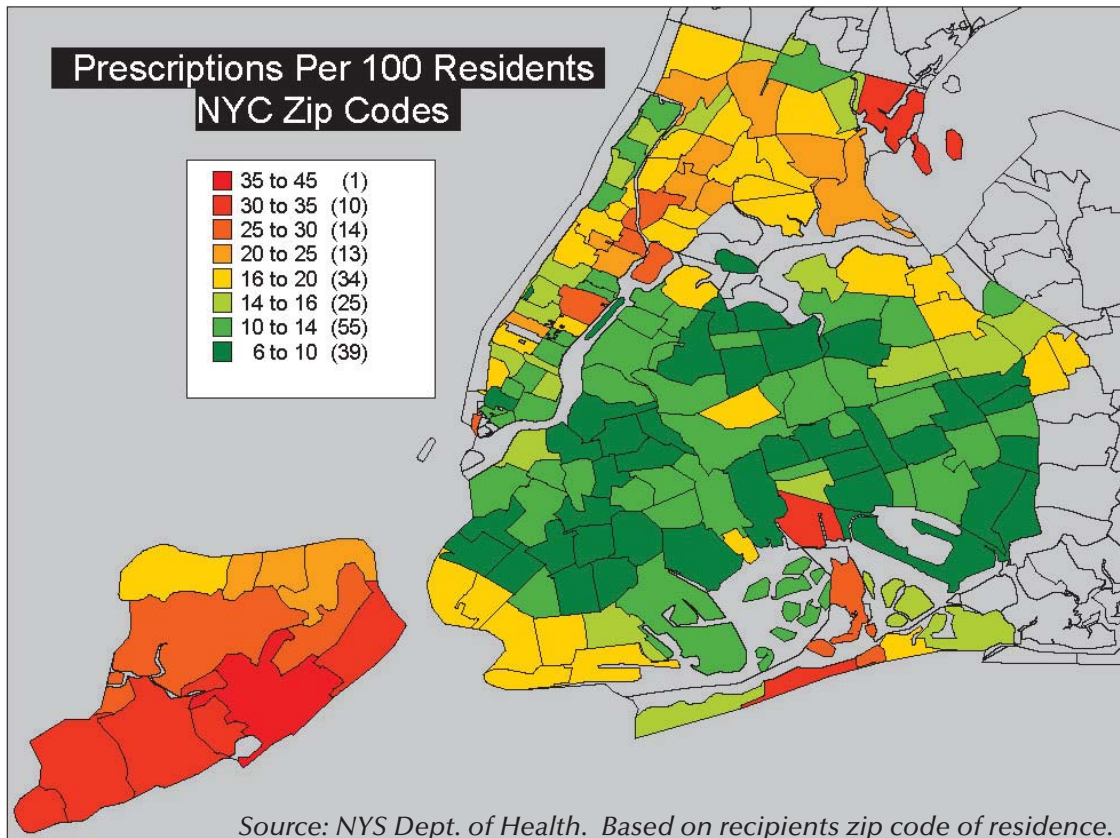 Prescriptions Per 100 Residents
NYC Zip Codes
35 to 45 (1)
30 to 35 (10)
25 to 30 (14)
20 to 25 (13)
16 to 20 (34)
14 to 16 (25)
10 to 14 (55)
6 to 10 (39)
Source: NYS Dept. of Health. Based on recipients zip code of residence